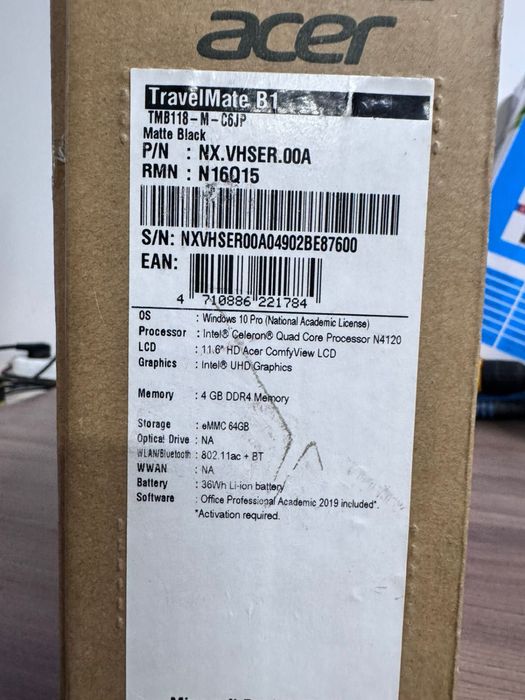 acer
TravelMate B1
TMB118-M-C6JP
Matte Black
P/N : NX.VHSER.00A
RMN : N16Q15
S/N: NXVHSER00A04902BE87600
EAN:
4 710886 221784
OS : Windows 10 Pro (National Academic License)
Processor : Intel® Celeron® Quad Core Processor N4120
LCD : 11.6" HD Acer ComfyView LCD
Graphics : Intel® UHD Graphics
Memory : 4 GB DDR4 Memory
Storage : eMMC 64GB
Optical Drive : NA
WLAN/Bluetooth : 802.11ac + BT
WWAN : NA
Battery : 36Wh Li-ion battery
Software : Office Professional Academic 2019 included*.
*Activation required.